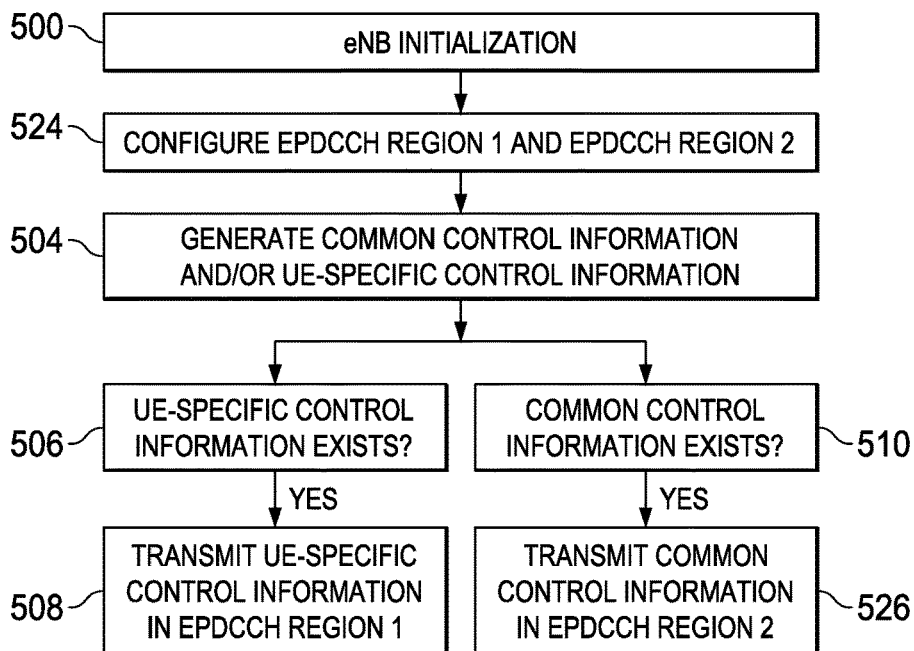 500
eNB INITIALIZATION
524
CONFIGURE EPDCCH REGION 1 AND EPDCCH REGION 2
504
GENERATE COMMON CONTROL INFORMATION
AND/OR UE-SPECIFIC CONTROL INFORMATION
506
UE-SPECIFIC CONTROL
INFORMATION EXISTS?
COMMON CONTROL
INFORMATION EXISTS?
510
YES
YES
508
TRANSMIT UE-SPECIFIC
CONTROL INFORMATION
IN EPDCCH REGION 1
TRANSMIT COMMON
CONTROL INFORMATION
IN EPDCCH REGION 2
526